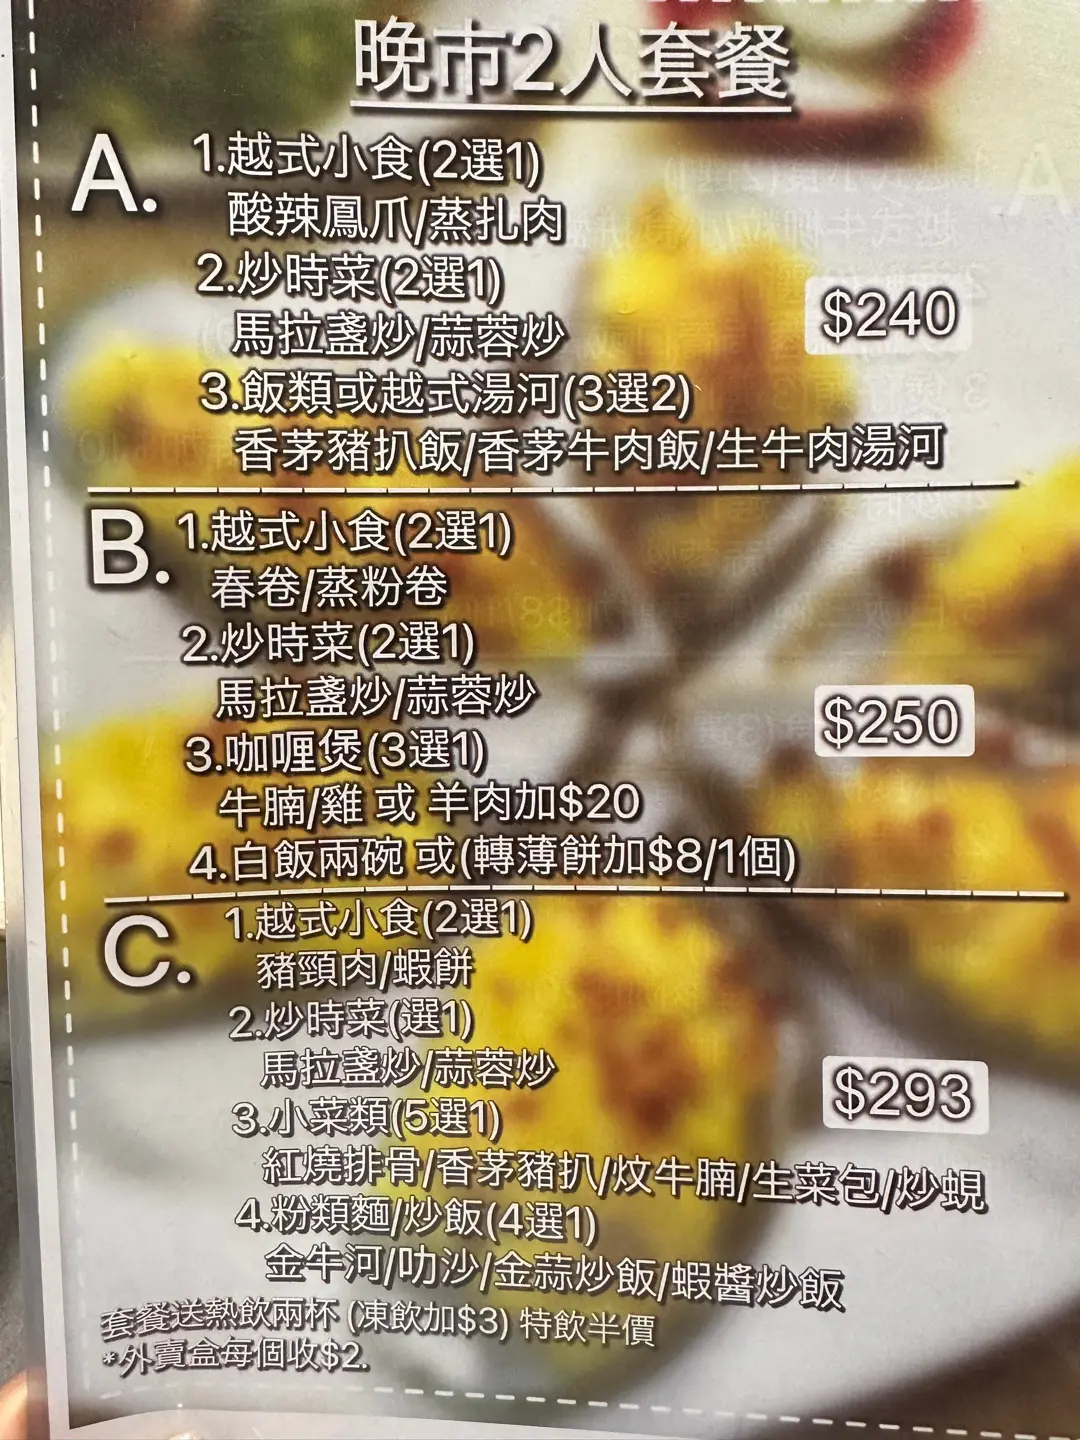 晚市2人套餐
A.
1.越式小食(2選1)
酸辣鳳爪/蒸扎肉
2.炒時菜(2選1)
馬拉盞炒/蒜蓉炒
$240
3.飯類或越式湯河(3選2)
香茅豬扒飯/香茅牛肉飯/生牛肉湯河
B.
1.越式小食(2選1)
春卷/蒸粉卷
2.炒時菜(2選1)
馬拉盞炒/蒜蓉炒
$250
3.咖喱煲(3選1)
牛腩/雞 或 羊肉加$20
4.白飯兩碗 或(轉薄餅加$8/1個)
C.
1.越式小食(2選1)
豬頸肉/蝦餅
2.炒時菜(選1)
馬拉盞炒/蒜蓉炒
$293
3.小菜類(5選1)
紅燒排骨/香茅豬扒/炆牛腩/生菜包/炒蜆
4.粉類麵/炒飯(4選1)
金牛河/叻沙/金蒜炒飯/蝦醬炒飯
套餐送熱飲兩杯 (凍飲加$3) 特飲半價
*外賣盒每個收$2.